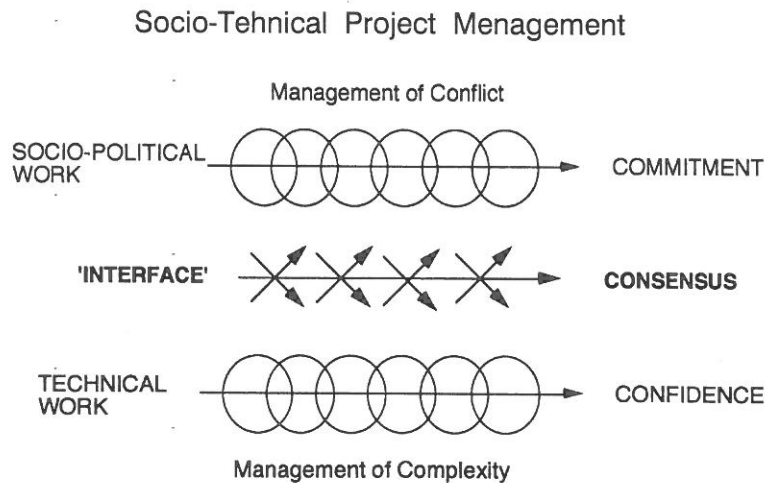 Socio-Tehnical Project Menagement
Management of Conflict
SOCIO-POLITICAL
WORK
COMMITMENT
'INTERFACE'
CONSENSUS
TECHNICAL
WORK
CONFIDENCE
Management of Complexity